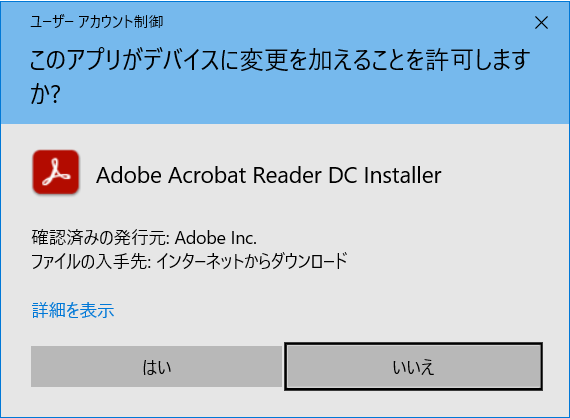 ユーザー アカウント制御
このアプリがデバイスに変更を加えることを許可します
か?
Adobe Acrobat Reader DC Installer
確認済みの発行元: Adobe Inc.
ファイルの入手先: インターネットからダウンロード
詳細を表示
はい
いいえ